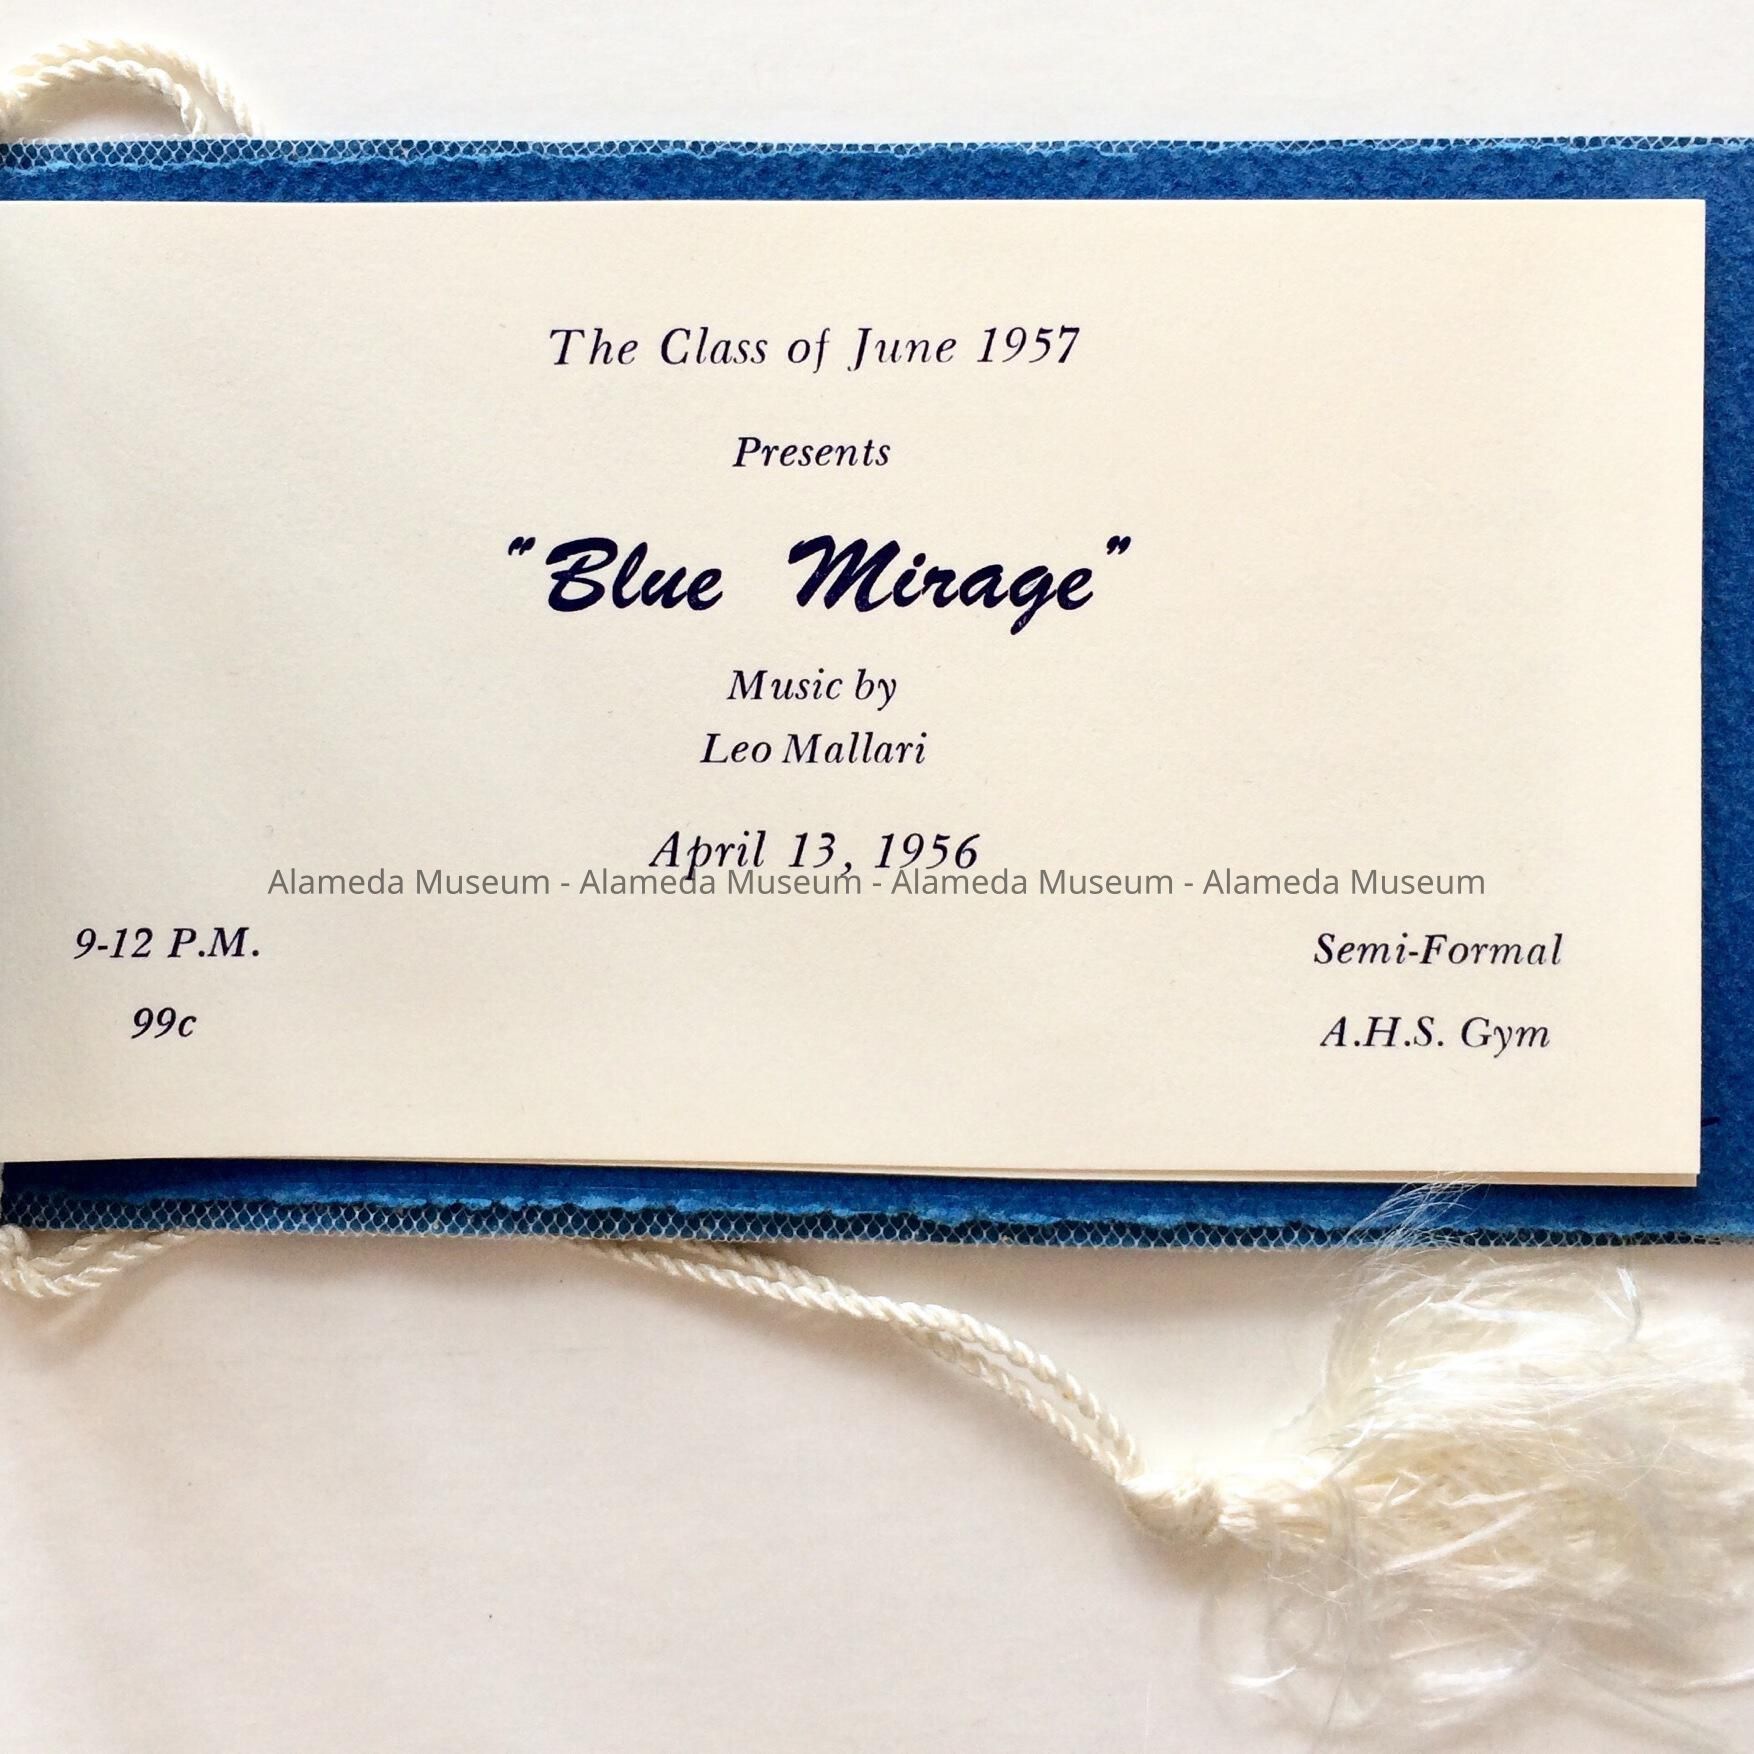 The Class of June 1957
Presents
"Blue Mirage"
Music by
Leo Mallari
April 13, 1956
Alameda Museum - Alameda Museum - Alameda Museum - Alameda Museum
9-12 P.M.
Semi-Formal
99c
A.H.S. Gym